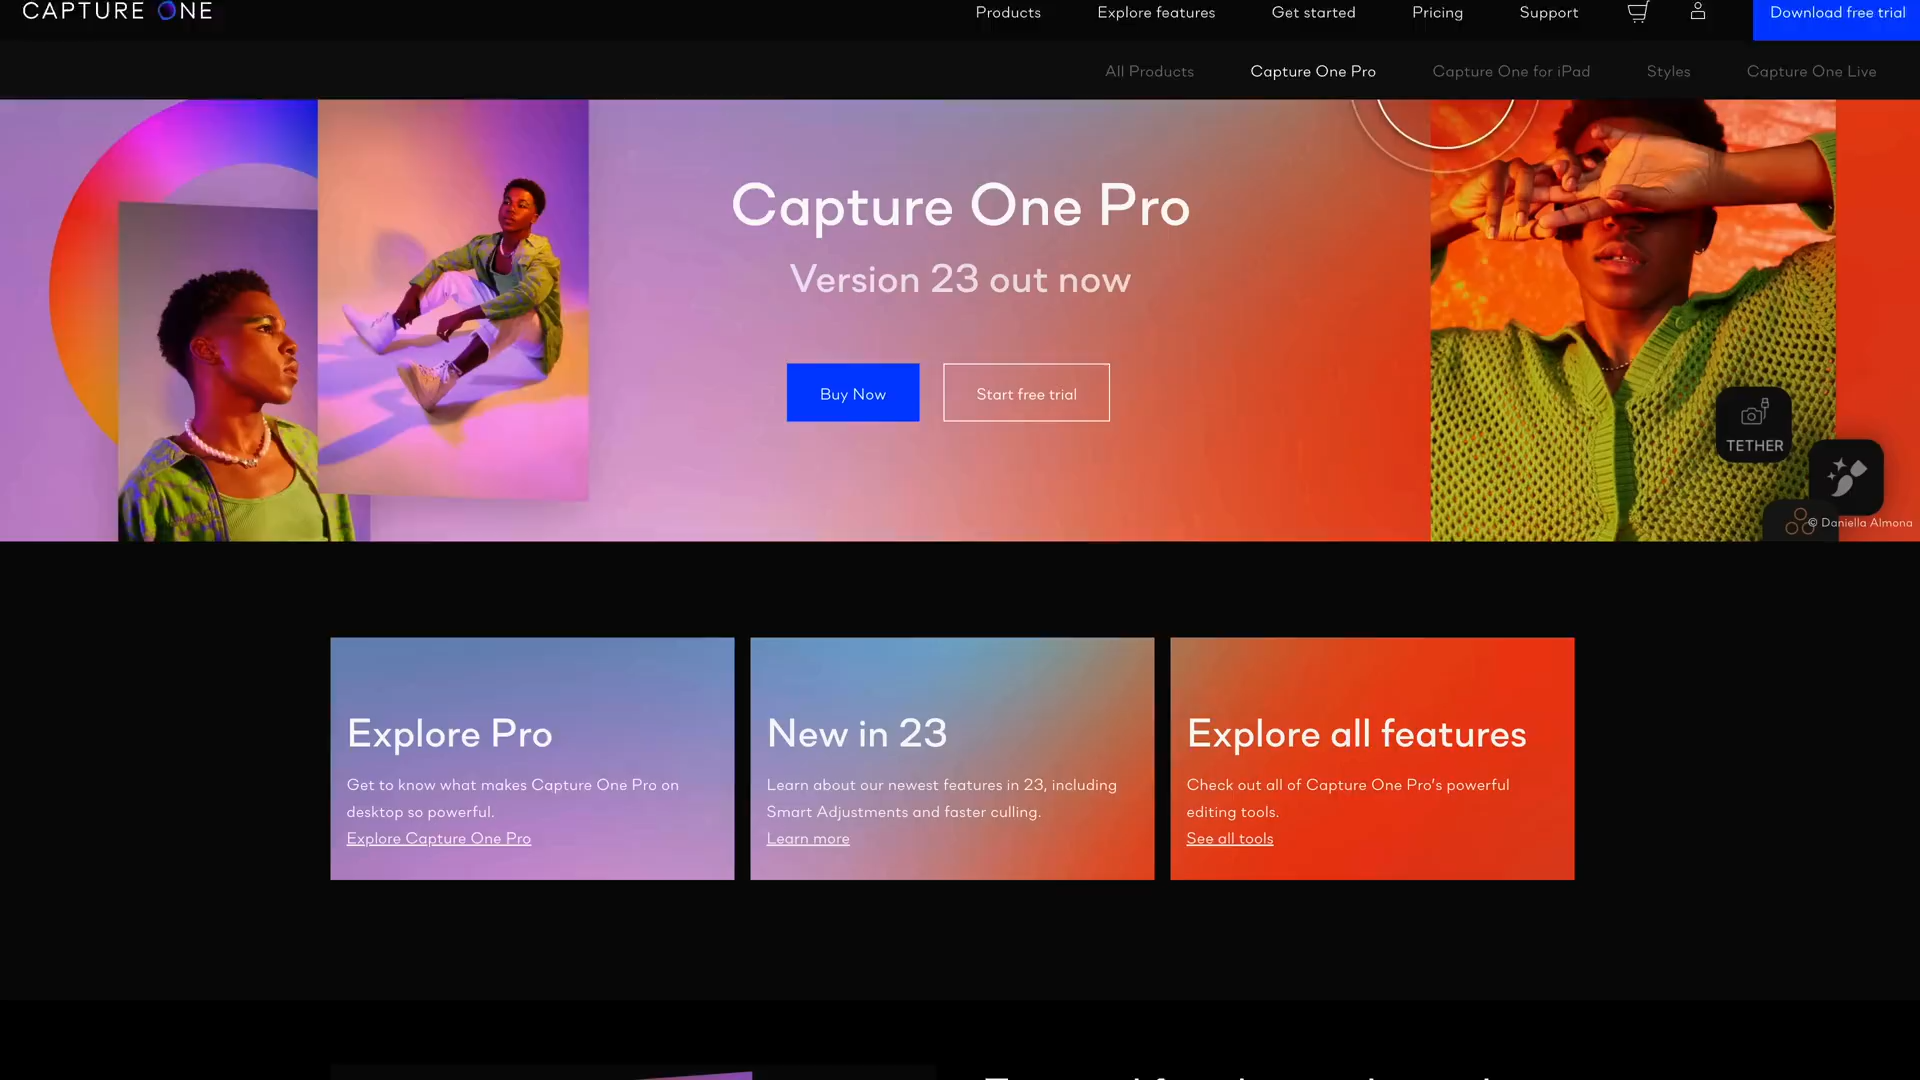 CAPTURE ONE
Products
Explore features
Get started
Pricing
Support
Download free trial
All Products
Capture One Pro
Capture One for iPad
Styles
Capture One Live
Capture One Pro
Version 23 out now
Buy Now
Start free trial
TETHER
© Daniella Almona
Explore Pro
Get to know what makes Capture One Pro on
desktop so powerful.
Explore Capture One Pro
New in 23
Learn about our newest features in 23, including
Smart Adjustments and faster culling.
Learn more
Explore all features
Check out all of Capture One Pro's powerful
editing tools.
See all tools